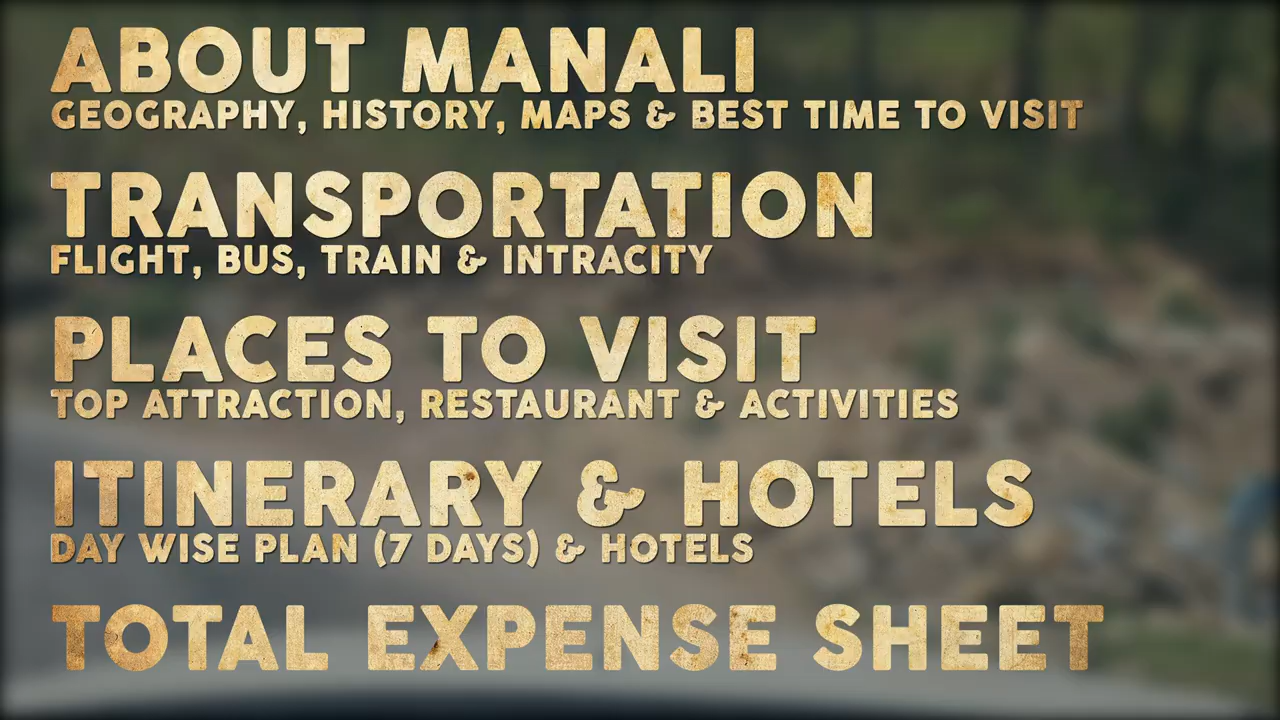 ABOUT MANALI
GEOGRAPHY, HISTORY, MAPS & BEST TIME TO VISIT
TRANSPORTATION
FLIGHT, BUS, TRAIN & INTRACITY
PLACES TO VISIT
TOP ATTRACTION, RESTAURANT & ACTIVITIES
ITINERARY & HOTELS
DAY WISE PLAN (7 DAYS) & HOTELS
TOTAL EXPENSE SHEET